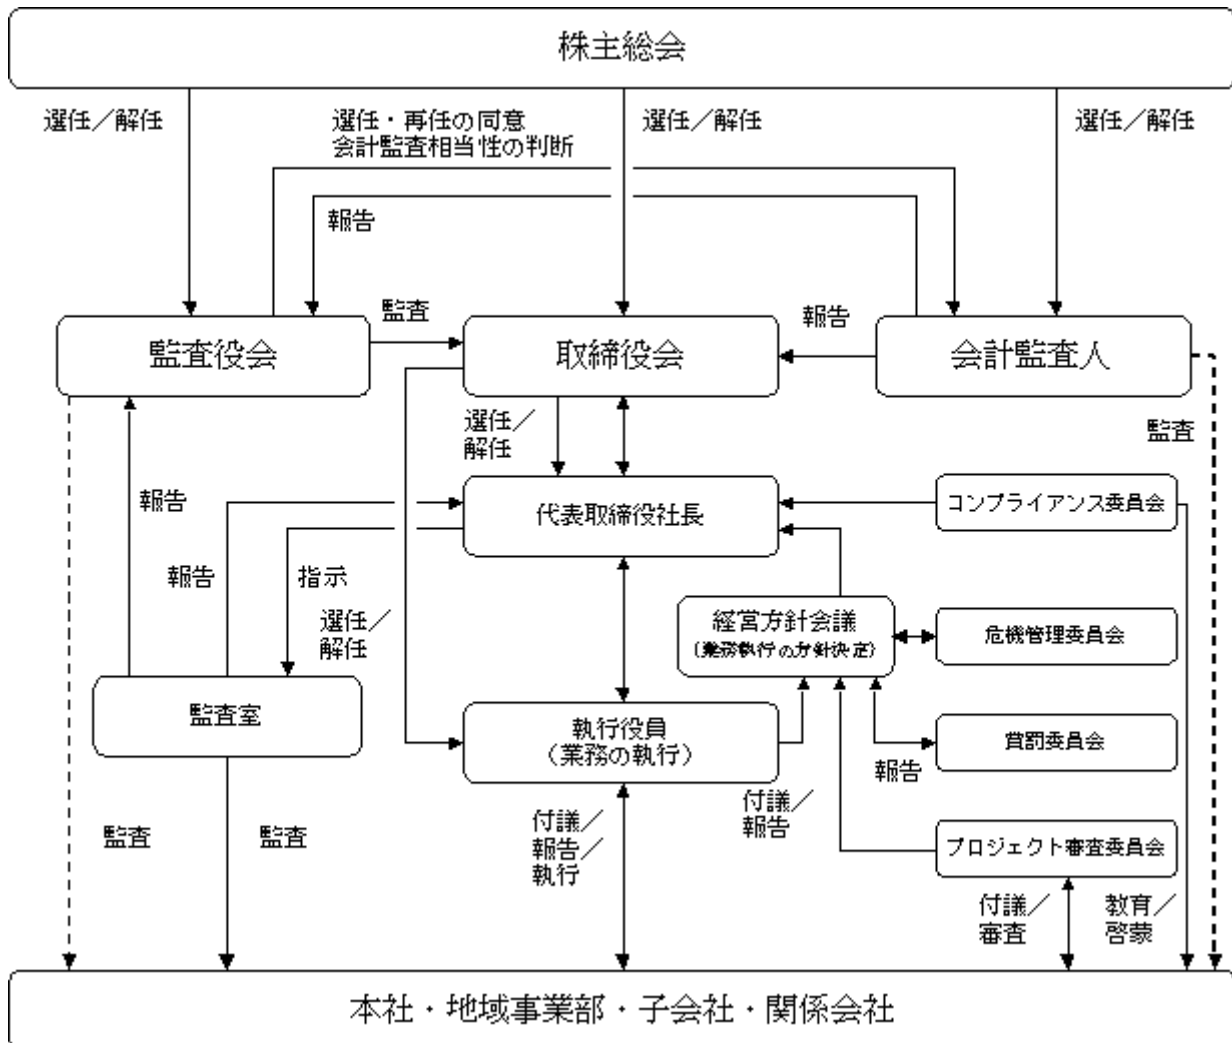 株主総会
選任／解任
選任・再任の同意
会計監査相当性の判断
選任／解任
選任／解任
報告
監査
報告
監査役会
取締役会
会計監査人
選任／
解任
監査
報告
代表取締役社長
コンプライアンス委員会
報告
指示
選任／
解任
経営方針会議
（業務執行の方針決定）
危機管理委員会
監査室
執行役員
（業務の執行）
賞罰委員会
報告
付議／
報告
監査
監査
付議／
報告／
執行
プロジェクト審査委員会
付議／
審査
教育／
啓蒙
本社・地域事業部・子会社・関係会社